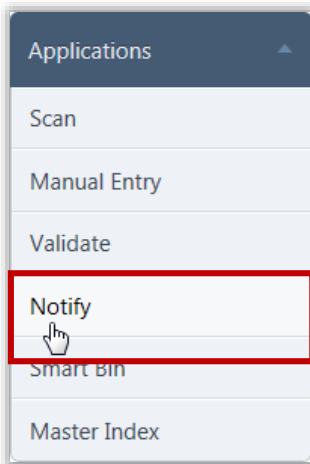 Applications
Scan
Manual Entry
Validate
Notify
Smart Bin
Master Index